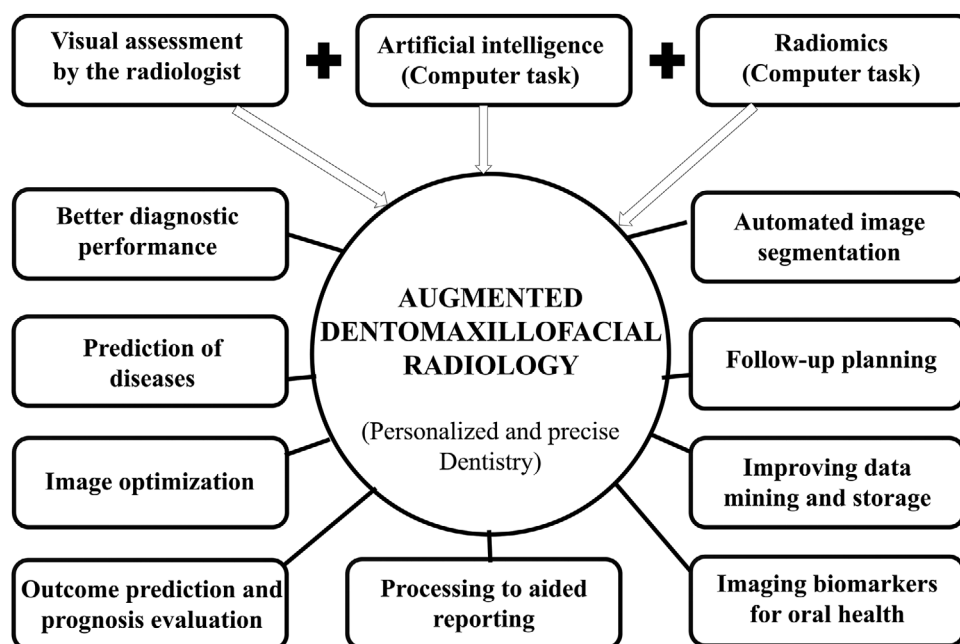 Visual assessment
by the radiologist
Artificial intelligence
(Computer task)
Radiomics
(Computer task)
Better diagnostic
performance
Automated image
segmentation
AUGMENTED
DENTOMAXILLOFACIAL
RADIOLOGY
(Personalized and precise
Dentistry)
Prediction of
diseases
Follow-up planning
Image optimization
Improving data
mining and storage
Outcome prediction and
prognosis evaluation
Processing to aided
reporting
Imaging biomarkers
for oral health